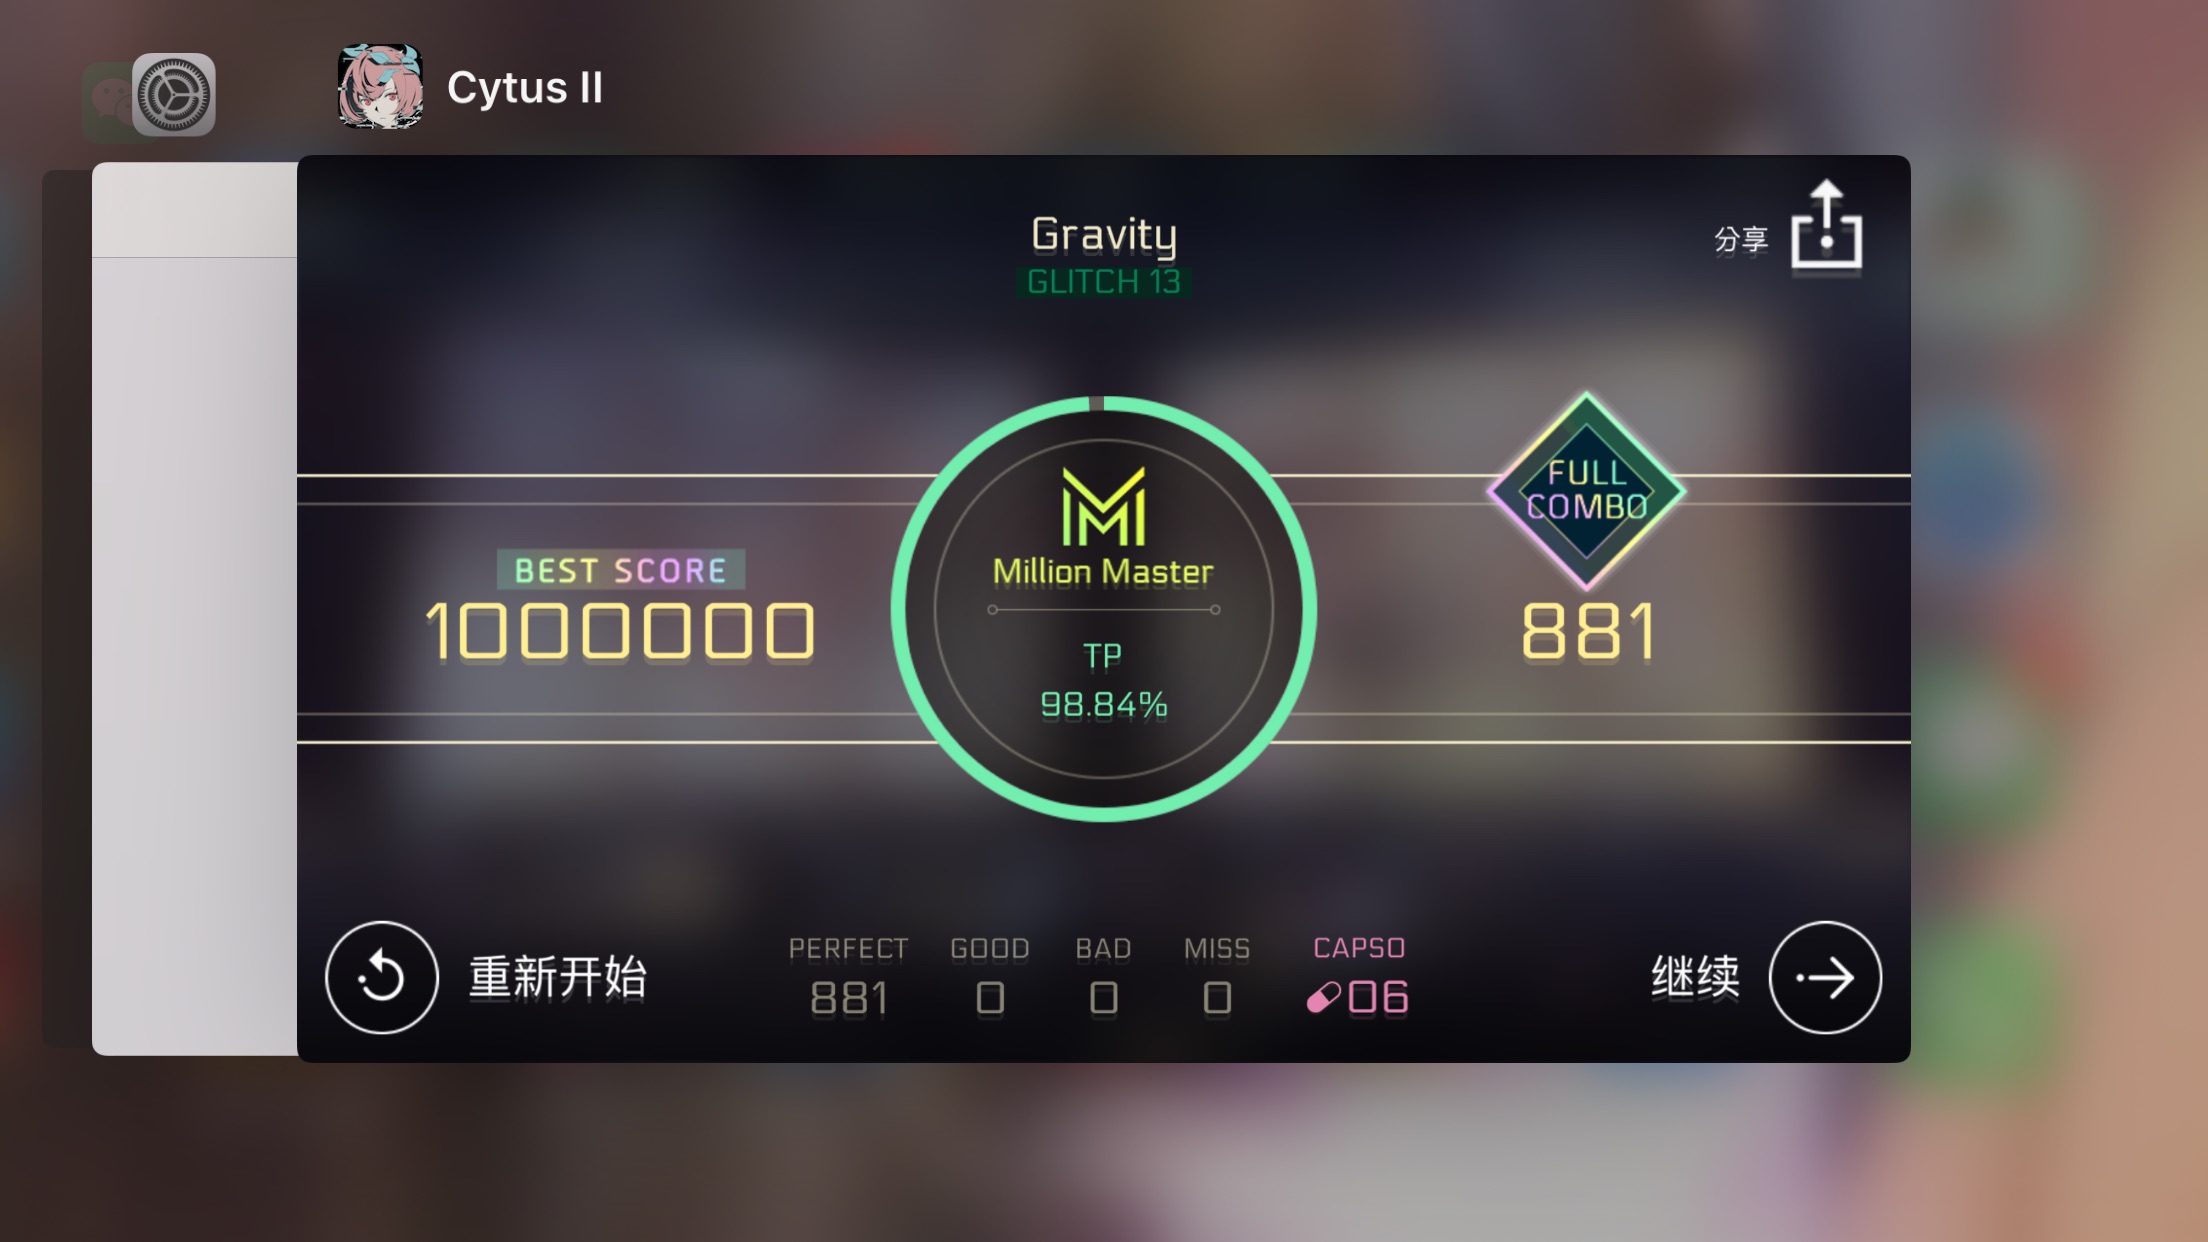 Cytus II
Gravity
GLITCH 13
分享
FULL
COMBO
BEST SCORE
1000000
Million Master
TP
98.84%
881
重新开始
PERFECT GOOD BAD MISS CAPSO
881 0 0 0 06
继续